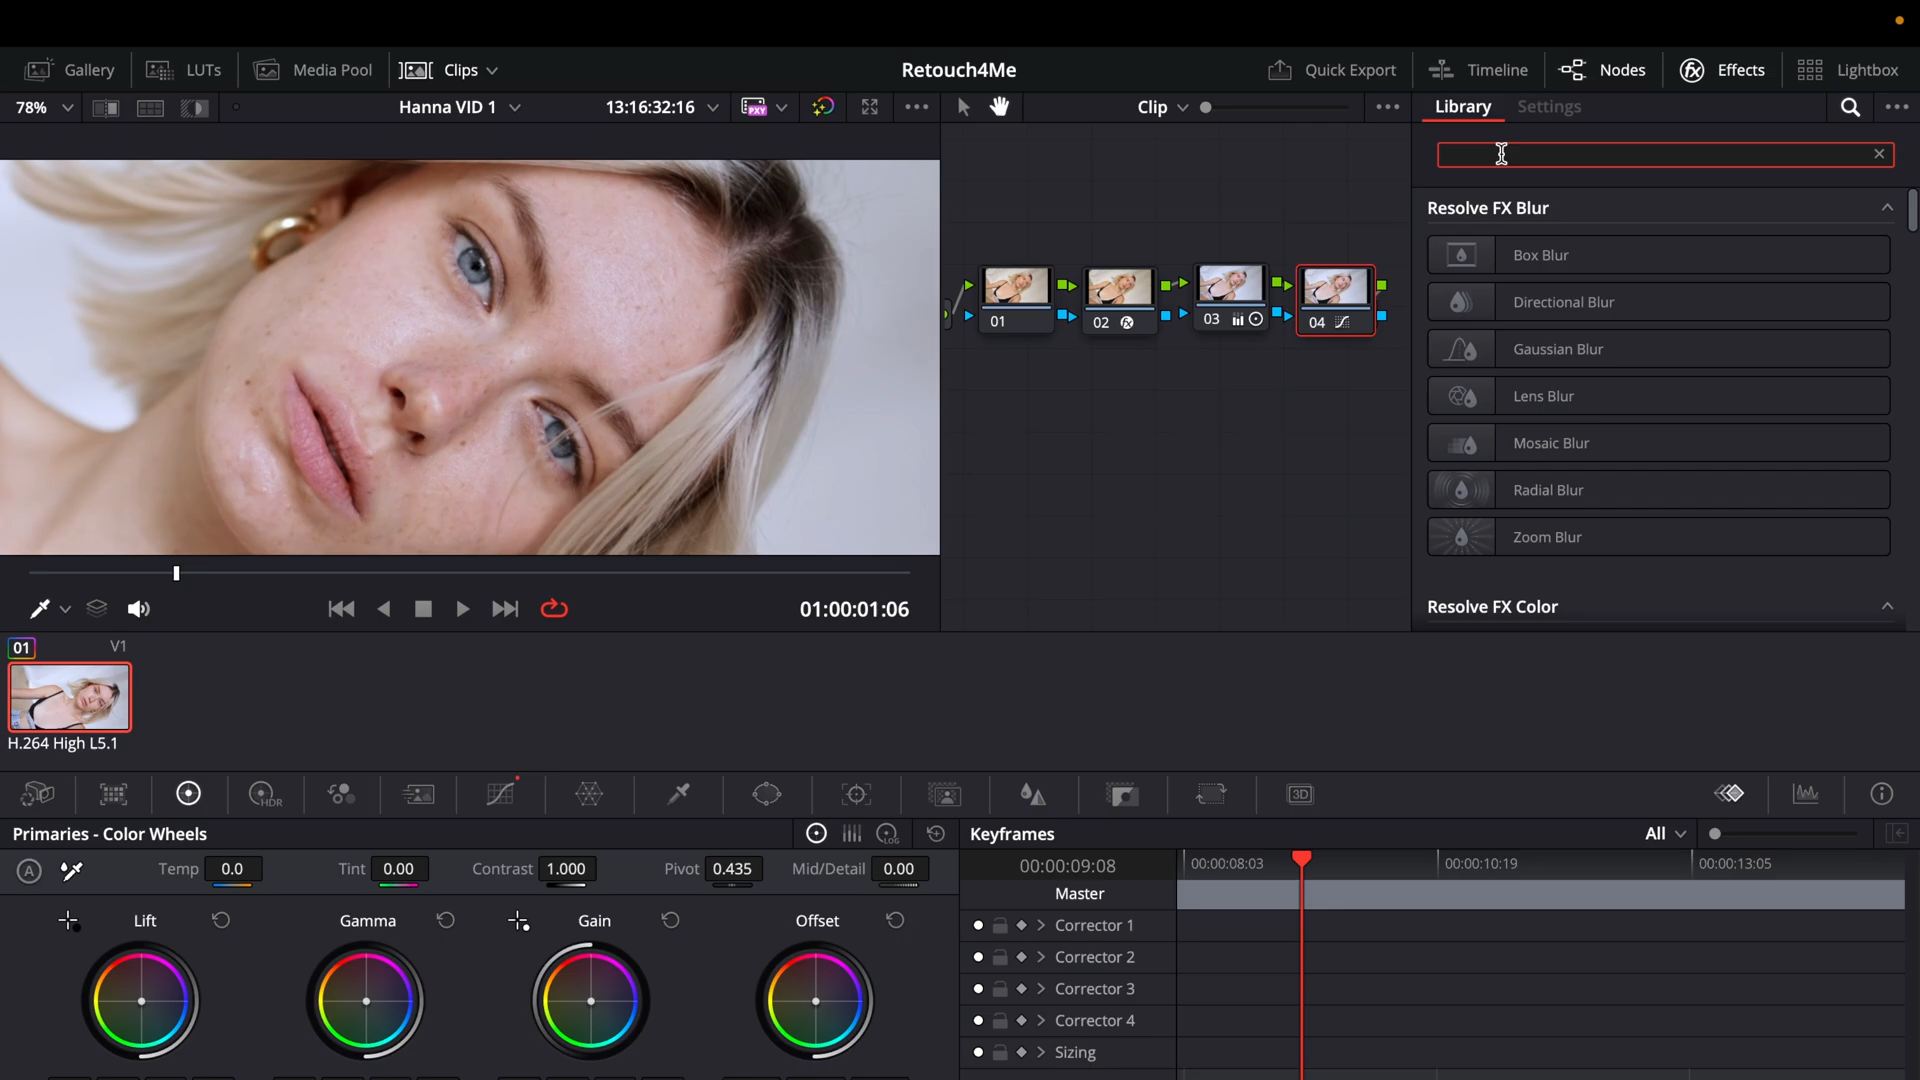 Gallery LUTs Media Pool Clips Retouch4Me Quick Export Timeline Nodes Effects Lightbox
78% Hanna VID 1 13:16:32:16 PXY Clip Library Settings
Resolve FX Blur
Box Blur
Directional Blur
Gaussian Blur
Lens Blur
Mosaic Blur
Radial Blur
Zoom Blur
Resolve FX Color
01 02 03 04
01:00:01:06
01 V1
H.264 High L5.1
HDR 3D
Primaries - Color Wheels
LOG
A Temp 0.0 Tint 0.00 Contrast 1.000 Pivot 0.435 Mid/Detail 0.00
Lift Gamma Gain Offset
Keyframes All
00:00:09:08 00:00:08:03 00:00:10:19 00:00:13:05
Master
Corrector 1
Corrector 2
Corrector 3
Corrector 4
Sizing